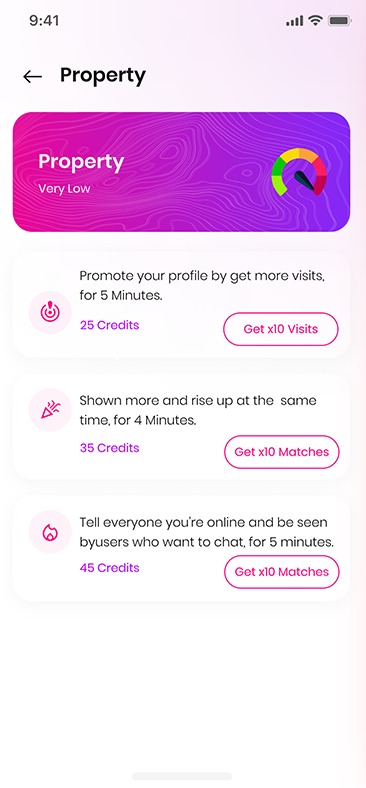 9:41
Property
Property
Very Low
Promote your profile by get more visits,
for 5 Minutes.
25 Credits
Get x10 Visits
Shown more and rise up at the  same
time, for 4 Minutes.
35 Credits
Get x10 Matches
Tell everyone you're online and be seen
byusers who want to chat, for 5 minutes.
45 Credits
Get x10 Matches